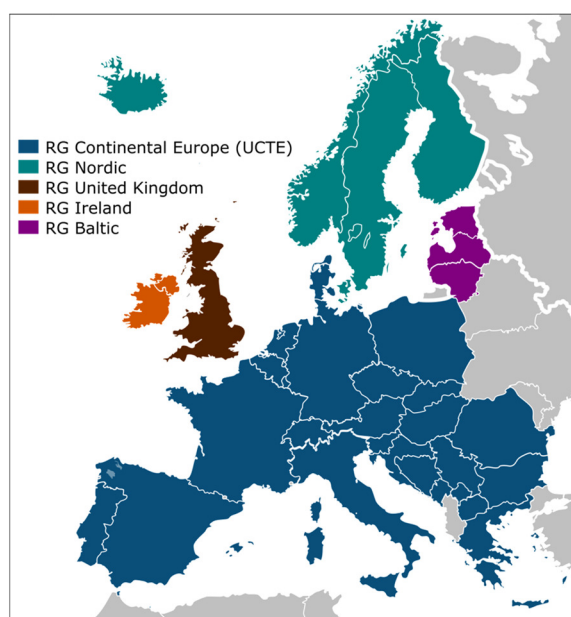 RG Continental Europe (UCTE)
RG Nordic
RG United Kingdom
RG Ireland
RG Baltic